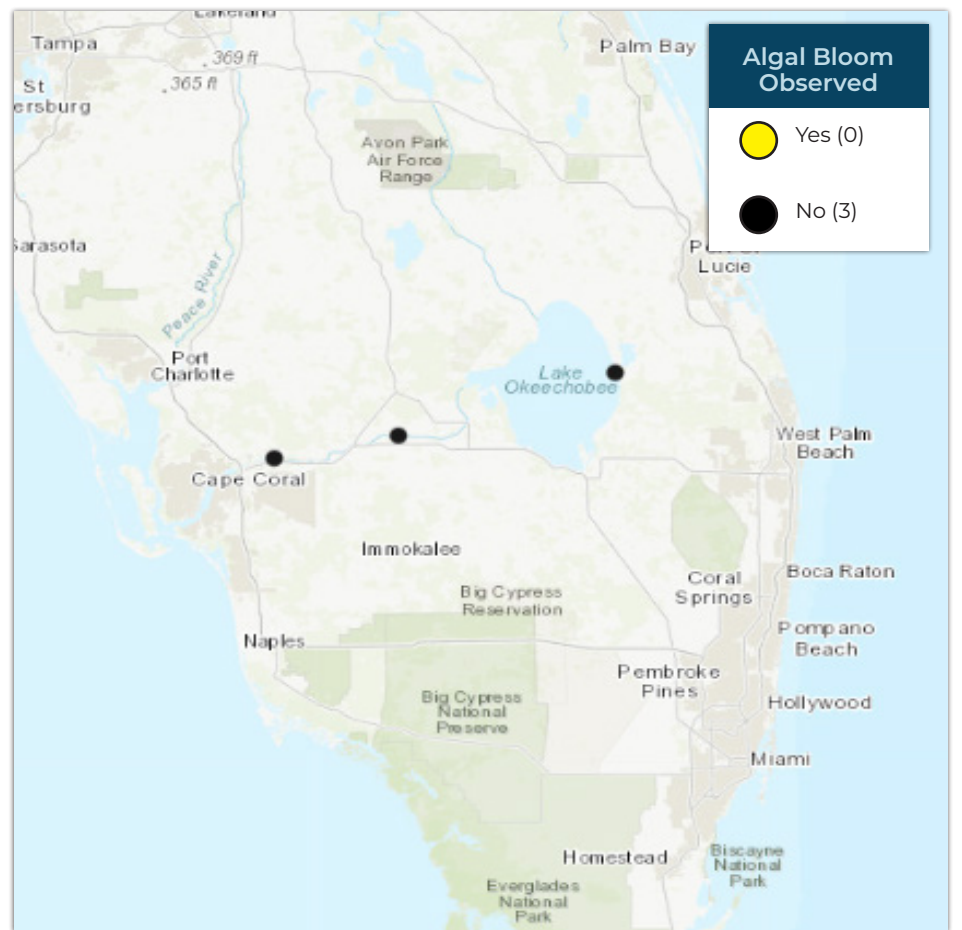 Lakeland
Tampa
369 ft
365 ft
St
ersburg
Palm Bay
Algal Bloom
Observed
Yes (0)
No (3)
Avon Park
Air Force
Range
Sarasota
Lucie
Peace River
Port
Charlotte
Lake
Okeechobee
West Palm
Beach
Cape Coral
Immokalee
Big Cypress
Reservation
Coral
Springs
Boca Raton
Pompano
Beach
Naples
Pembroke
Pines
Big Cypress
National
Preserve
Hollywood
Miami
Homestead
Biscayne
National
Park
Everglades
National
Park